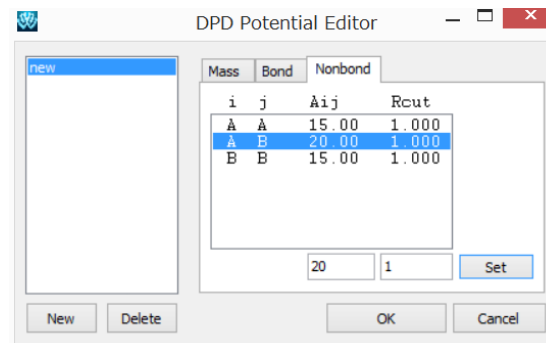 DPD Potential Editor
new
Mass Bond Nonbond
i j Aij Rcut
A A 15.00 1.000
A B 20.00 1.000
B B 15.00 1.000
20 1 Set
New Delete OK Cancel